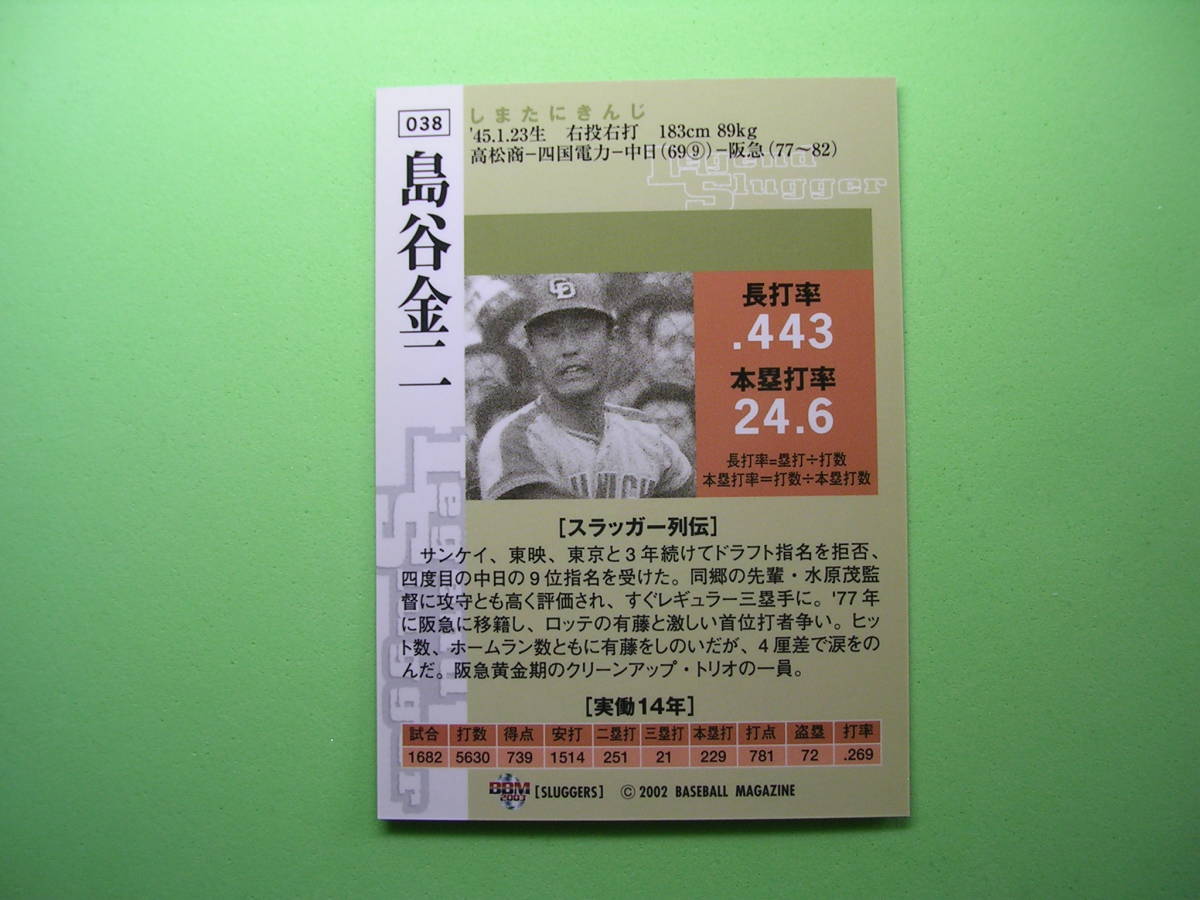 038
島谷金二
しまたにきんじ
'45.1.23生 右投右打 183cm 89kg
高松商−四国電力−中日(69⑨)−阪急(77〜82)
Legend
Slugger
CD
長打率
.443
本塁打率
24.6
長打率=塁打÷打数
本塁打率=打数÷本塁打数
[スラッガー列伝]
サンケイ、東映、東京と3年続けてドラフト指名を拒否、
四度目の中日の9位指名を受けた。同郷の先輩・水原茂監
督に攻守とも高く評価され、すぐレギュラー三塁手に。'77年
に阪急に移籍し、ロッテの有藤と激しい首位打者争い。ヒッ
ト数、ホームラン数ともに有藤をしのいだが、4厘差で涙をの
んだ。阪急黄金期のクリーンアップ・トリオの一員。
[実働14年]
試合 打数 得点 安打 二塁打 三塁打 本塁打 打点 盗塁 打率
1682 5630 739 1514 251 21 229 781 72 .269
BBM 2003 [SLUGGERS] © 2002 BASEBALL MAGAZINE
Legend
Slugger